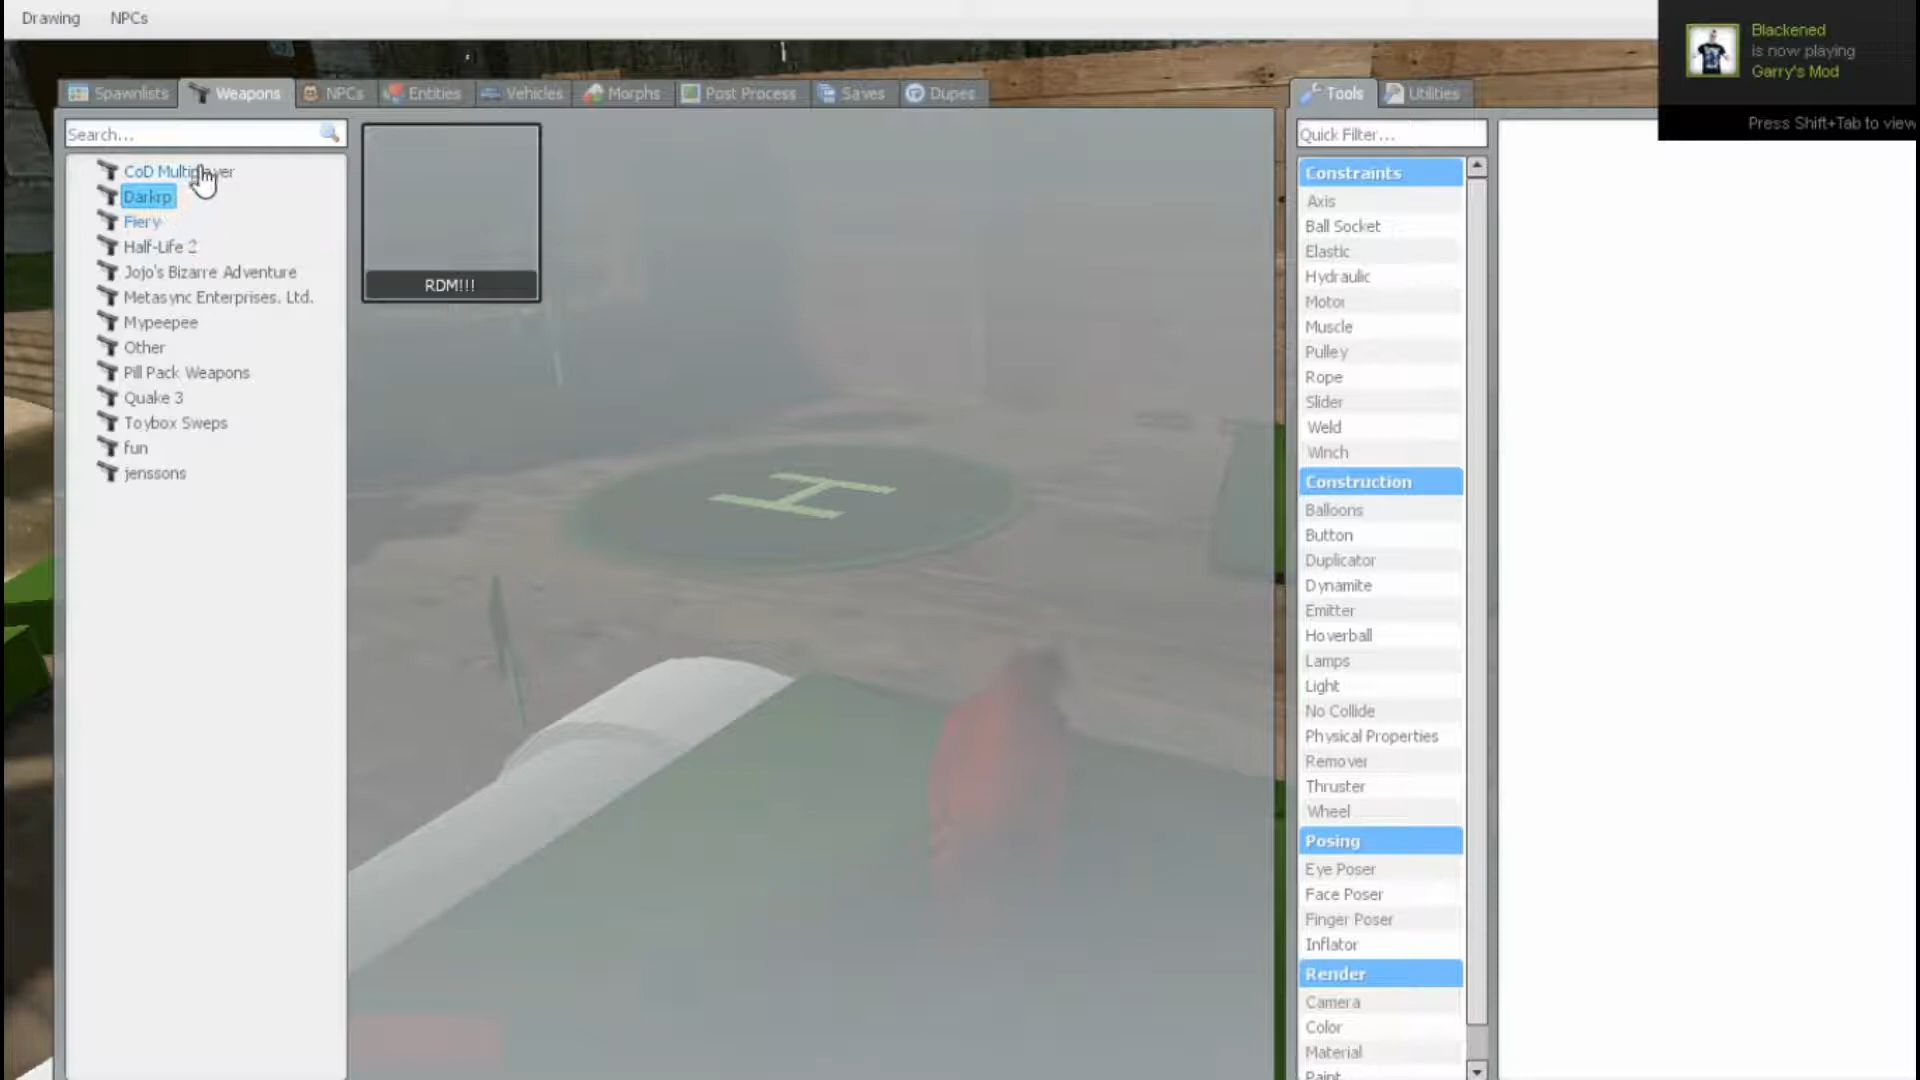 Drawing NPCs
Blackened
is now playing
Garry's Mod
Press Shift+Tab to view
Spawnlists Weapons NPCs Entities Vehicles Morphs Post Process Saves Dupes
Search...
CoD Multiplayer
Darkrp
Fiery
Half-Life 2
Jojo's Bizarre Adventure
Metasync Enterprises. Ltd.
Mypeepee
Other
Pill Pack Weapons
Quake 3
Toybox Sweps
fun
jenssons
RDM!!!
H
Tools Utilities
Quick Filter...
Constraints
Axis
Ball Socket
Elastic
Hydraulic
Motor
Muscle
Pulley
Rope
Slider
Weld
Winch
Construction
Balloons
Button
Duplicator
Dynamite
Emitter
Hoverball
Lamps
Light
No Collide
Physical Properties
Remover
Thruster
Wheel
Posing
Eye Poser
Face Poser
Finger Poser
Inflator
Render
Camera
Color
Material
Paint